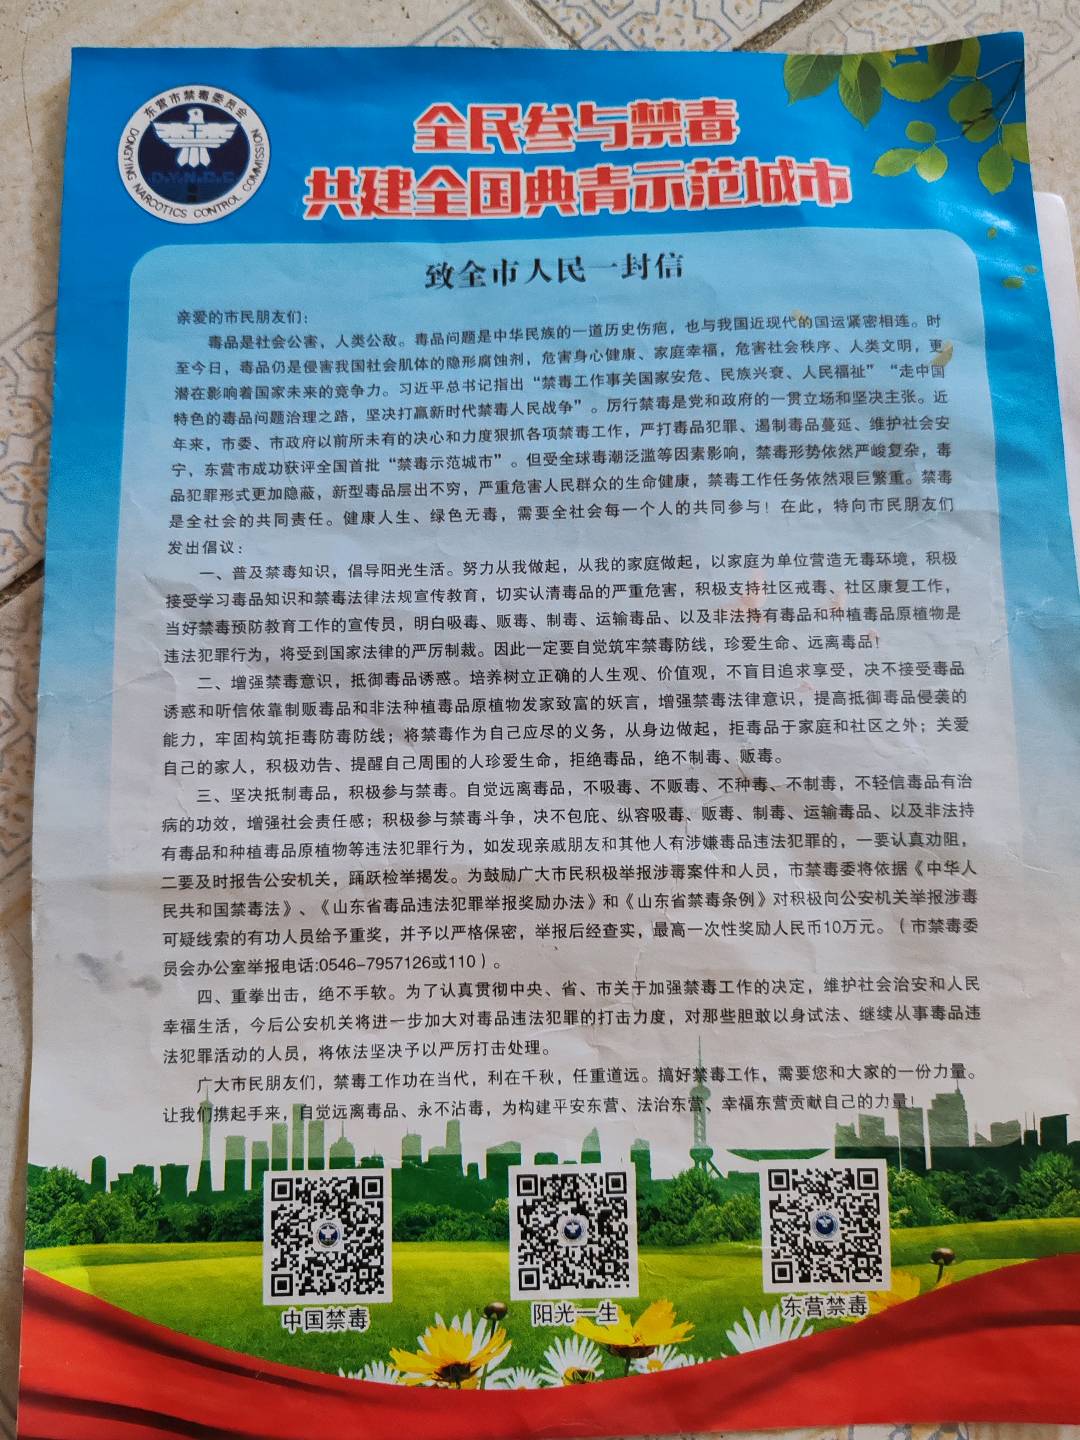 东营市禁毒委员会
DONGYING NARCOTICS CONTROL COMMISSION
D.Y.N.C.C
全民参与禁毒
共建全国典青示范城市
致全市人民一封信
亲爱的市民朋友们：
毒品是社会公害，人类公敌。毒品问题是中华民族的一道历史伤疤，也与我国近现代的国运紧密相连。时
至今日，毒品仍是侵害我国社会肌体的隐形腐蚀剂，危害身心健康、家庭幸福，危害社会秩序、人类文明，更
潜在影响着国家未来的竞争力。习近平总书记指出“禁毒工作事关国家安危、民族兴衰、人民福祉”“走中国
特色的毒品问题治理之路，坚决打赢新时代禁毒人民战争”。厉行禁毒是党和政府的一贯立场和坚决主张。近
年来，市委、市政府以前所未有的决心和力度狠抓各项禁毒工作，严打毒品犯罪、遏制毒品蔓延、维护社会安
宁，东营市成功获评全国首批“禁毒示范城市”。但受全球毒潮泛滥等因素影响，禁毒形势依然严峻复杂，毒
品犯罪形式更加隐蔽，新型毒品层出不穷，严重危害人民群众的生命健康，禁毒工作任务依然艰巨繁重。禁毒
是全社会的共同责任。健康人生、绿色无毒，需要全社会每一个人的共同参与！在此，特向市民朋友们
发出倡议：
一、普及禁毒知识，倡导阳光生活。努力从我做起，从我的家庭做起，以家庭为单位营造无毒环境，积极
接受学习毒品知识和禁毒法律法规宣传教育，切实认清毒品的严重危害，积极支持社区戒毒、社区康复工作，
当好禁毒预防教育工作的宣传员，明白吸毒、贩毒、制毒、运输毒品、以及非法持有毒品和种植毒品原植物是
违法犯罪行为，将受到国家法律的严厉制裁。因此一定要自觉筑牢禁毒防线，珍爱生命、远离毒品！
二、增强禁毒意识，抵御毒品诱惑。培养树立正确的人生观、价值观，不盲目追求享受，决不接受毒品
诱惑和听信依靠制贩毒品和非法种植毒品原植物发家致富的妖言，增强禁毒法律意识，提高抵御毒品侵袭的
能力，牢固构筑拒毒防毒防线；将禁毒作为自己应尽的义务，从身边做起，拒毒品于家庭和社区之外；关爱
自己的家人，积极劝告、提醒自己周围的人珍爱生命，拒绝毒品，绝不制毒、贩毒。
三、坚决抵制毒品，积极参与禁毒。自觉远离毒品，不吸毒、不贩毒、不种毒、不制毒，不轻信毒品有治
病的功效，增强社会责任感；积极参与禁毒斗争，决不包庇、纵容吸毒、贩毒、制毒、运输毒品、以及非法持
有毒品和种植毒品原植物等违法犯罪行为，如发现亲戚朋友和其他人有涉嫌毒品违法犯罪的，一要认真劝阻，
二要及时报告公安机关，踊跃检举揭发。为鼓励广大市民积极举报涉毒案件和人员，市禁毒委将依据《中华人
民共和国禁毒法》、《山东省毒品违法犯罪举报奖励办法》和《山东省禁毒条例》对积极向公安机关举报涉毒
可疑线索的有功人员给予重奖，并予以严格保密，举报后经查实，最高一次性奖励人民币10万元。（市禁毒委
员会办公室举报电话:0546-7957126或110）。
四、重拳出击，绝不手软。为了认真贯彻中央、省、市关于加强禁毒工作的决定，维护社会治安和人民
幸福生活，今后公安机关将进一步加大对毒品违法犯罪的打击力度，对那些胆敢以身试法、继续从事毒品违
法犯罪活动的人员，将依法坚决予以严厉打击处理。
广大市民朋友们，禁毒工作功在当代，利在千秋，任重道远。搞好禁毒工作，需要您和大家的一份力量。
让我们携起手来，自觉远离毒品、永不沾毒，为构建平安东营、法治东营、幸福东营贡献自己的力量！
中国禁毒
阳光一生
东营禁毒